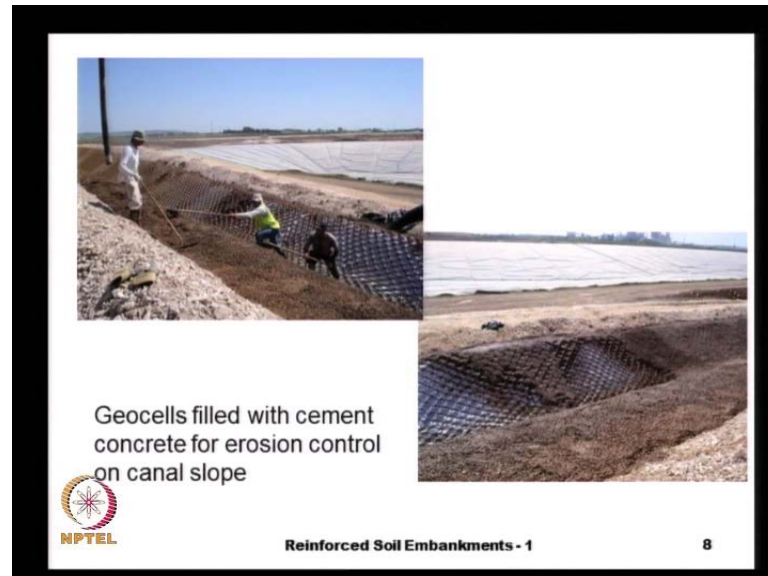 Geocells filled with cement
concrete for erosion control
on canal slope
NPTEL
Reinforced Soil Embankments - 1
8